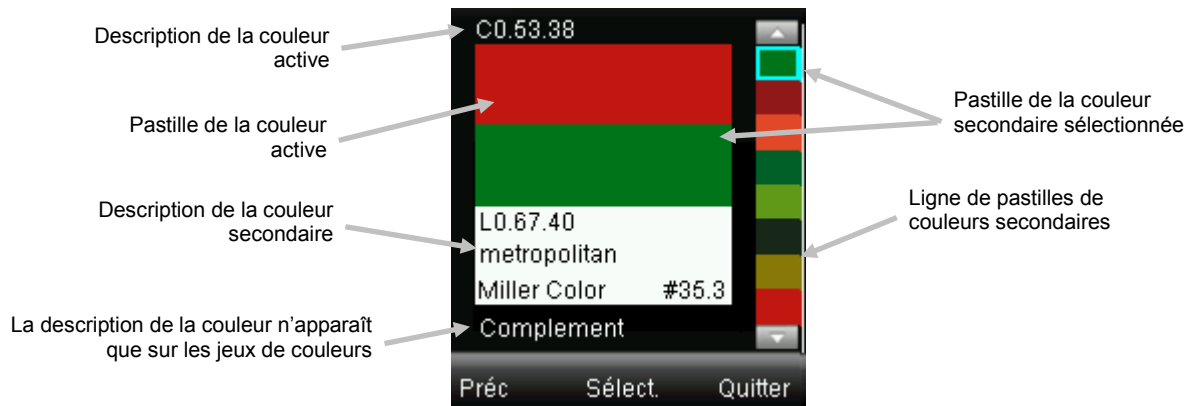 Description de la couleur
active
Pastille de la couleur
active
Description de la couleur
secondaire
La description de la couleur n’apparaît
que sur les jeux de couleurs
C0.53.38
L0.67.40
metropolitan
Miller Color #35.3
Complement
Préc Sélect. Quitter
Pastille de la couleur
secondaire sélectionnée
Ligne de pastilles de
couleurs secondaires